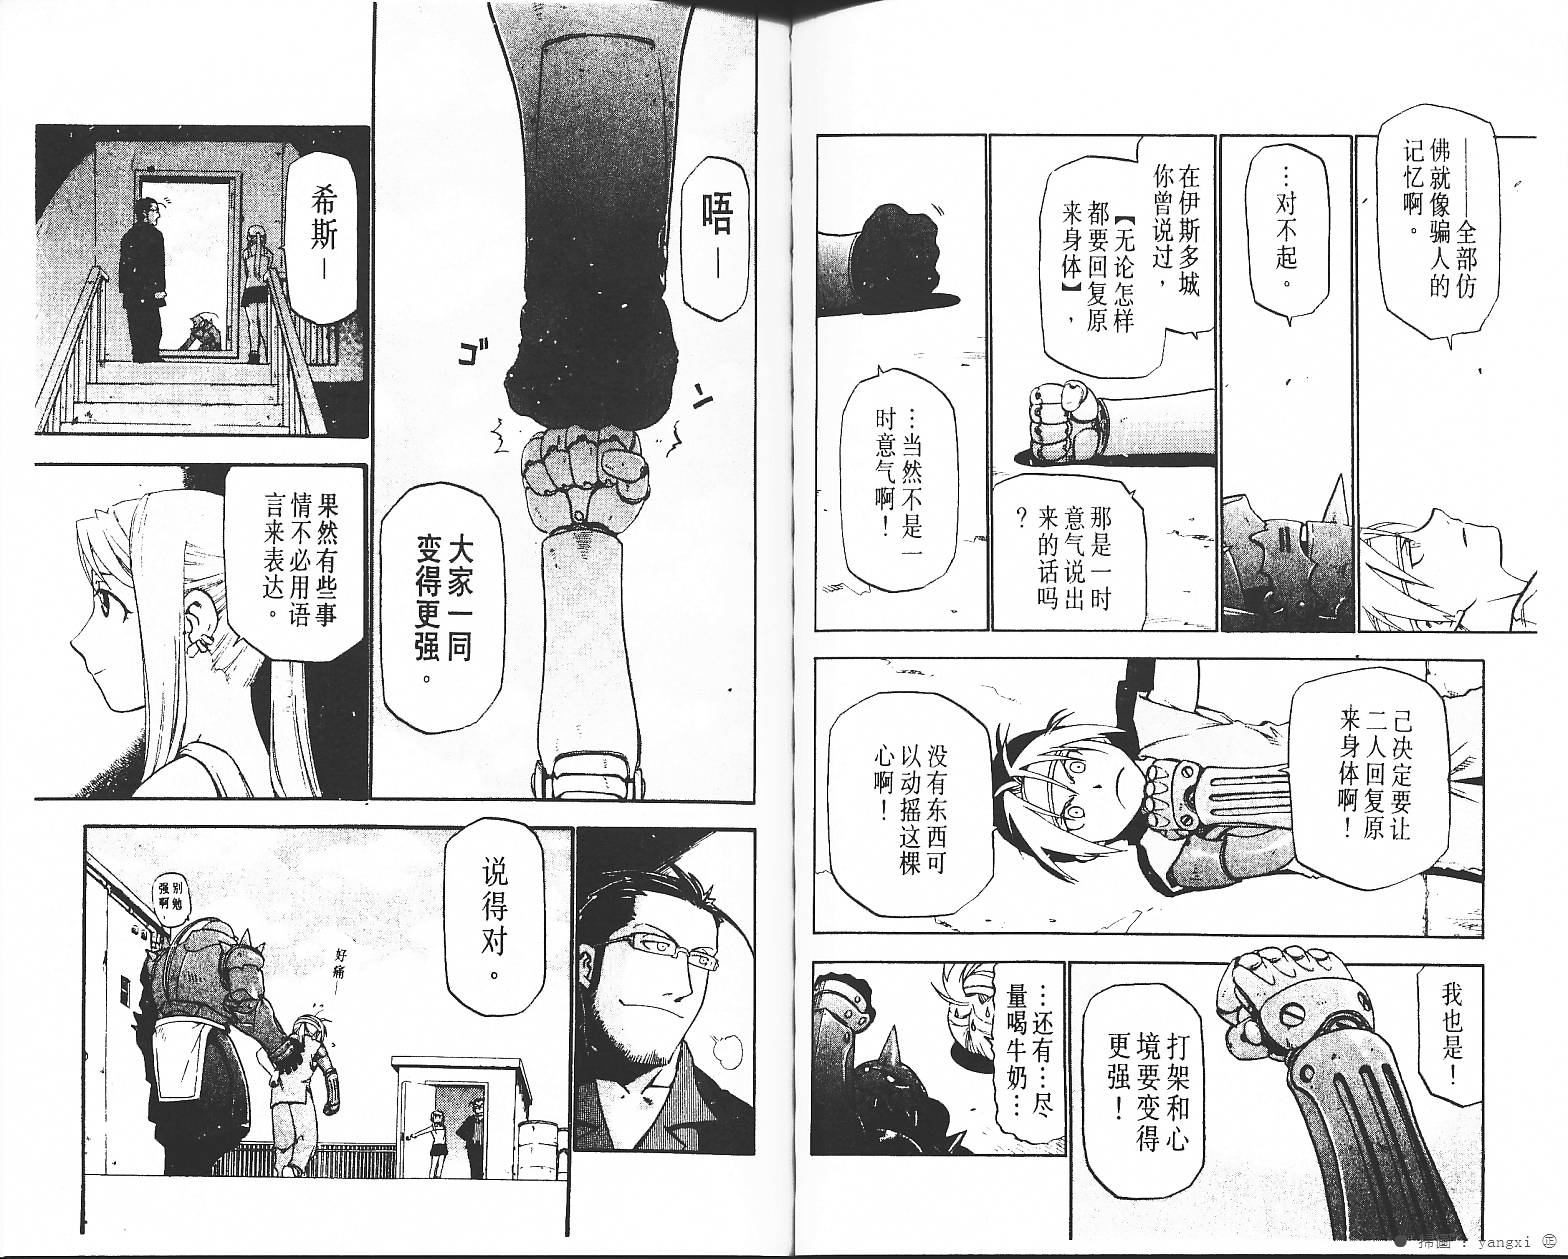 ——全部仿
佛就像骗人的
记忆啊。
…对不起。
在伊斯多城
你曾说过，
【无论怎样
都要回复原
来身体】，
那是一时
意气说出
来的话吗
？
…当然不是一
时意气啊！
己决定要让
二人回复原
来身体啊！
没有东西可
以动摇这棵
心啊！
我也是！
打架和心
境要变得
更强！
…还有…尽
量喝牛奶…
唔—
ゴ
ン
大家一同
变得更强。
希斯—
果然有些事
情不必用语
言来表达。
说得对。
好痛—
别勉
强啊。
扫图：yangxi ㊣